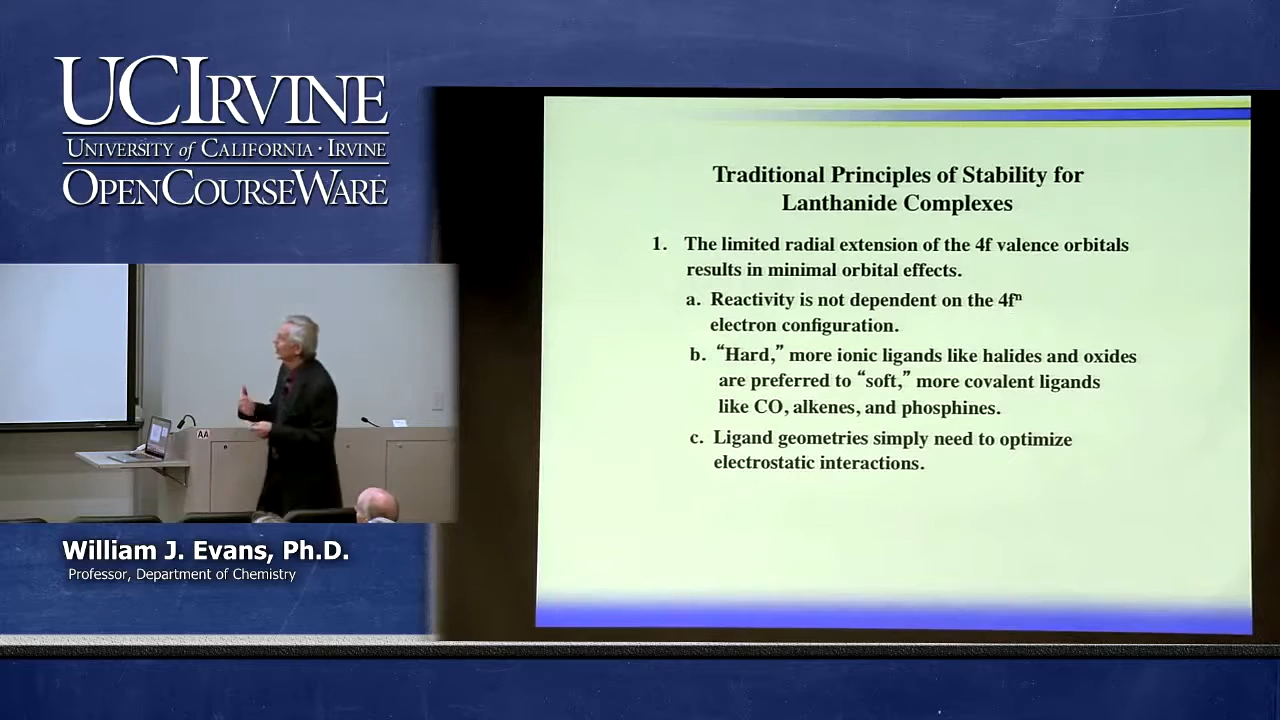 UCIRVINE
UNIVERSITY of CALIFORNIA · IRVINE
OPENCOURSEWARE
Traditional Principles of Stability for
Lanthanide Complexes
1. The limited radial extension of the 4f valence orbitals
results in minimal orbital effects.
a. Reactivity is not dependent on the 4fⁿ
electron configuration.
b. “Hard,” more ionic ligands like halides and oxides
are preferred to “soft,” more covalent ligands
like CO, alkenes, and phosphines.
c. Ligand geometries simply need to optimize
electrostatic interactions.
AA
William J. Evans, Ph.D.
Professor, Department of Chemistry